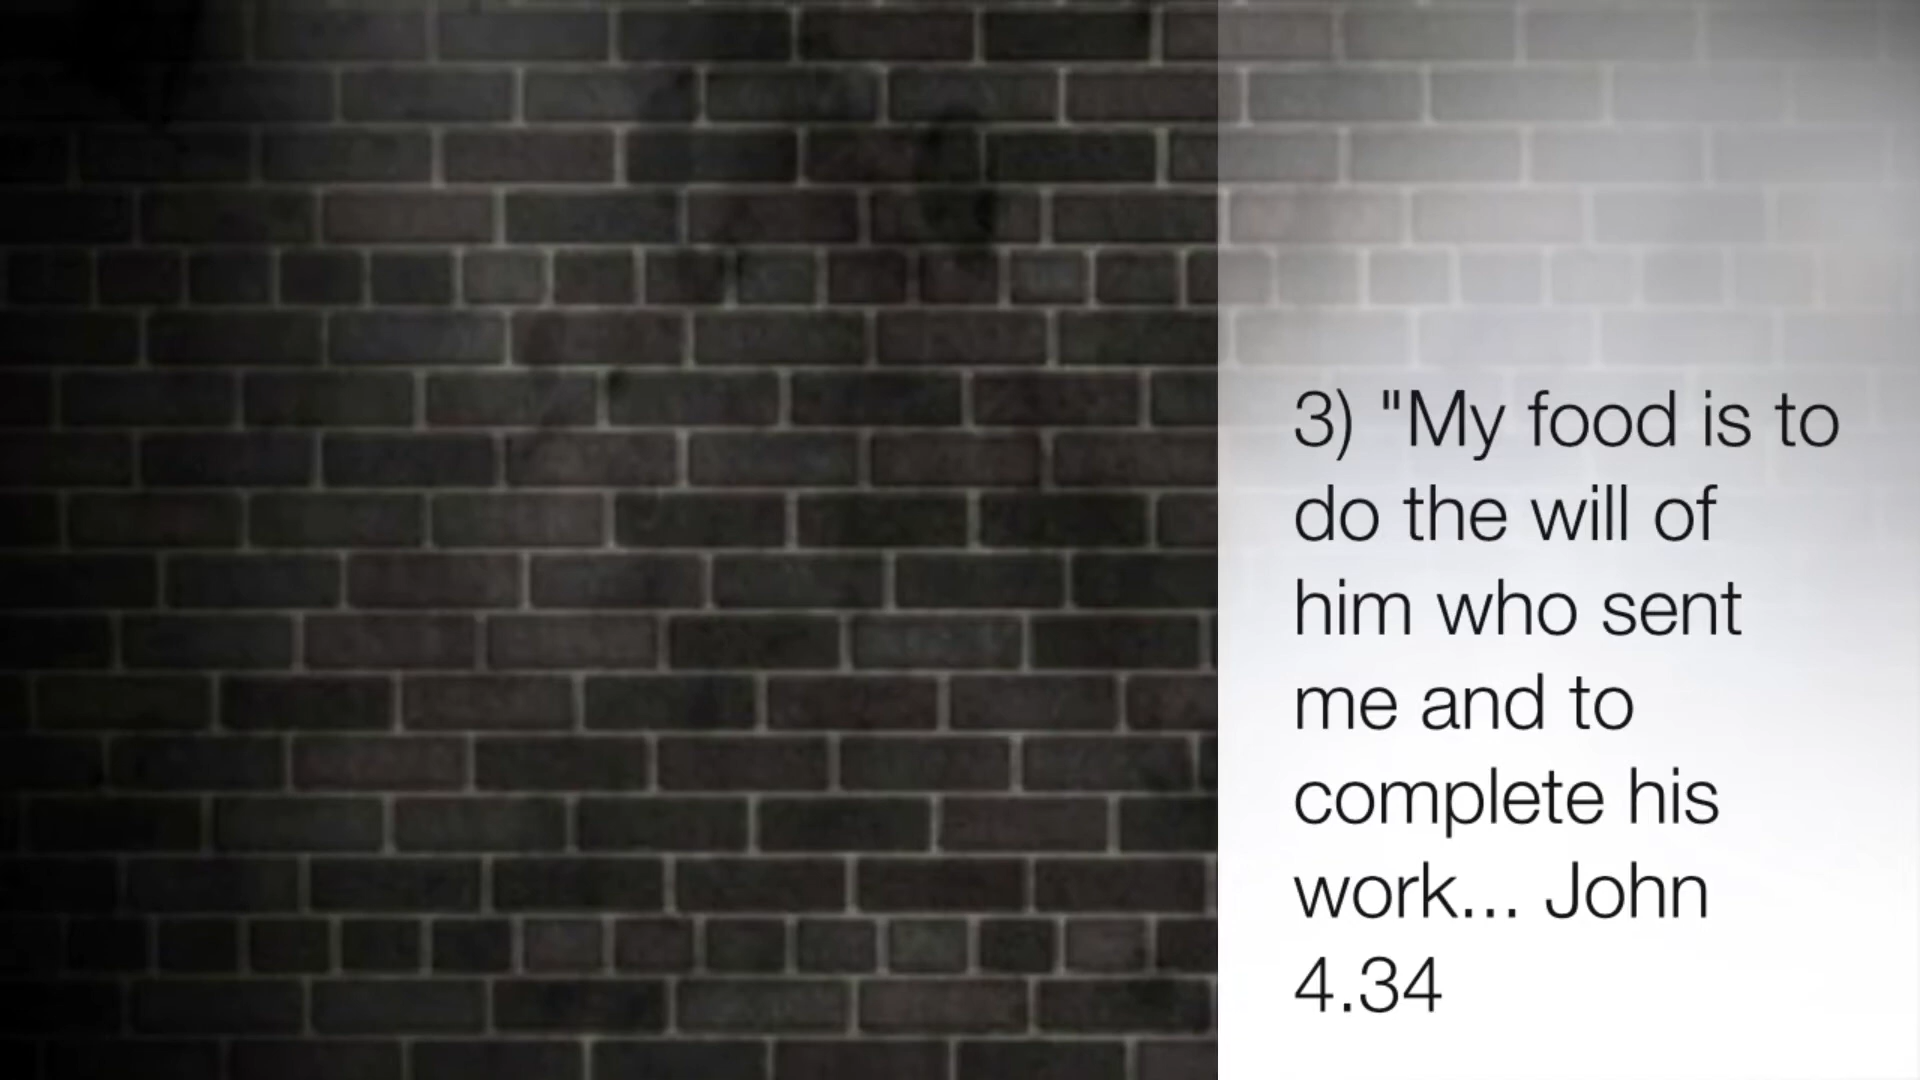 3) "My food is to
do the will of
him who sent
me and to
complete his
work... John
4.34